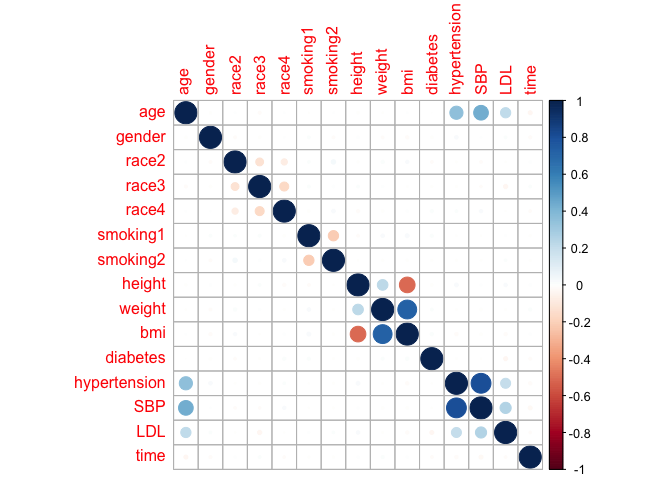 age
gender
race2
race3
race4
smoking1
smoking2
height
weight
bmi
diabetes
hypertension
SBP
LDL
time
age
gender
race2
race3
race4
smoking1
smoking2
height
weight
bmi
diabetes
hypertension
SBP
LDL
time
1
0.8
0.6
0.4
0.2
0
-0.2
-0.4
-0.6
-0.8
-1